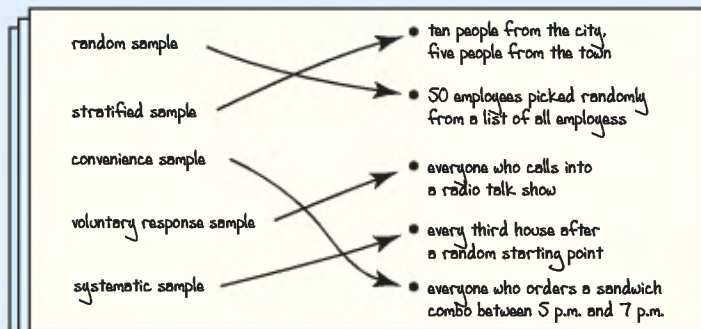 random sample
stratified sample
convenience sample
voluntary response sample
systematic sample
• ten people from the city,
five people from the town
• 50 employees picked randomly
from a list of all employess
• everyone who calls into
a radio talk show
• every third house after
a random starting point
• everyone who orders a sandwich
combo between 5 p.m. and 7 p.m.